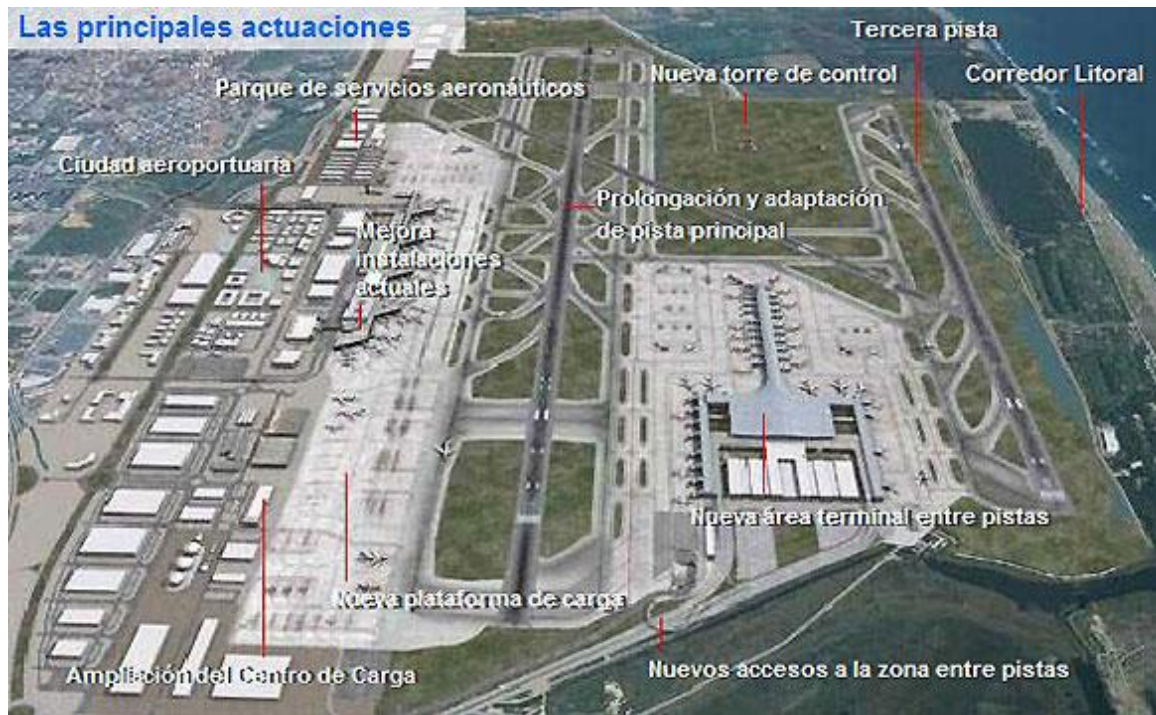 Las principales actuaciones
Tercera pista
Nueva torre de control
Corredor Litoral
Parque de servicios aeronáuticos
Ciudad aeroportuaria
Prolongación y adaptación
de pista principal
Mejora
instalaciones
actuales
Nueva área terminal entre pistas
Nueva plataforma de carga
Ampliación del Centro de Carga
Nuevos accesos a la zona entre pistas